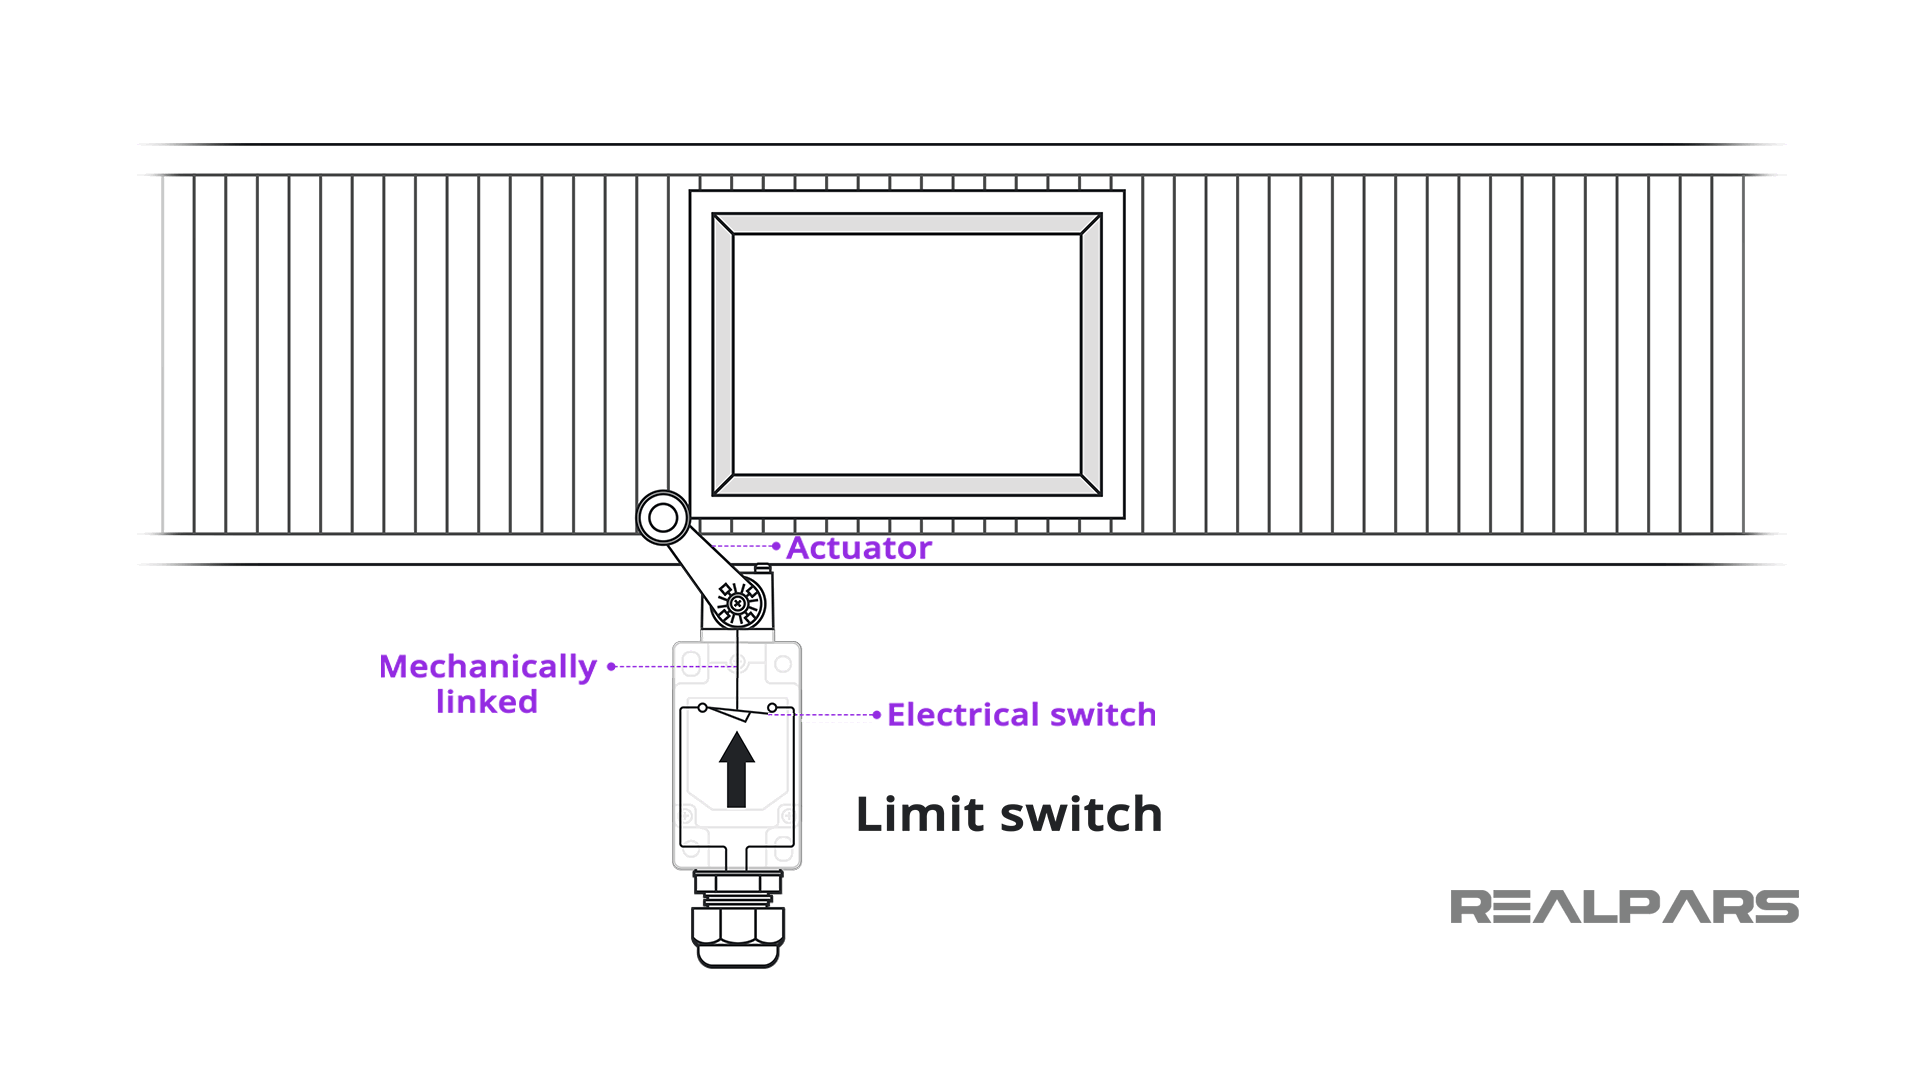 Actuator
Mechanically
linked
Electrical switch
Limit switch
REALPARS